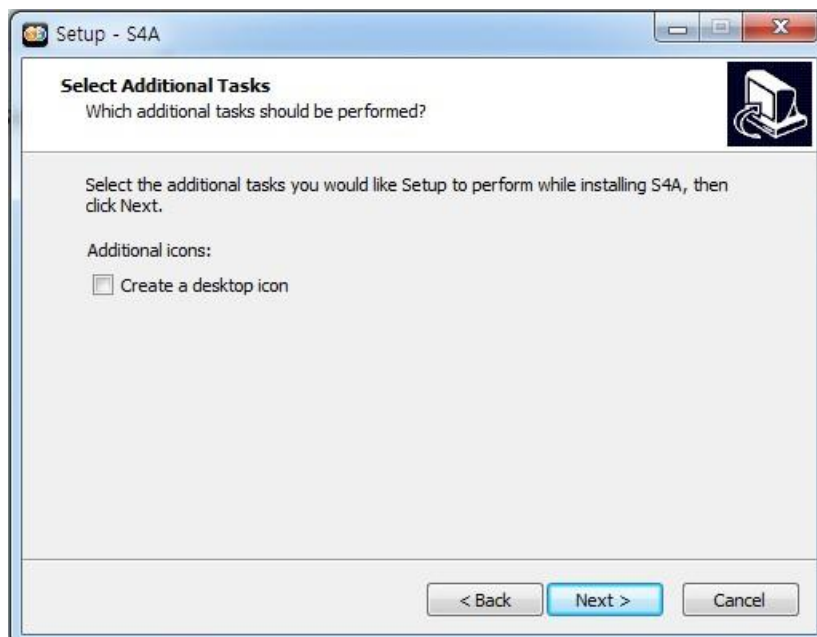 Setup - S4A
Select Additional Tasks
Which additional tasks should be performed?
Select the additional tasks you would like Setup to perform while installing S4A, then
click Next.
Additional icons:
Create a desktop icon
< Back
Next >
Cancel